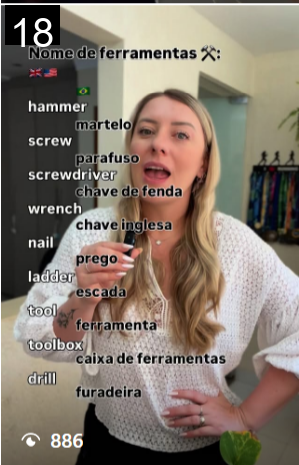 18
Nome de ferramentas ⚒:
🇬🇧🇺🇸
🇧🇷
hammer
martelo
screw
parafuso
screwdriver
chave de fenda
wrench
chave inglesa
nail
prego
ladder
escada
tool
ferramenta
toolbox
caixa de ferramentas
drill
furadeira
886